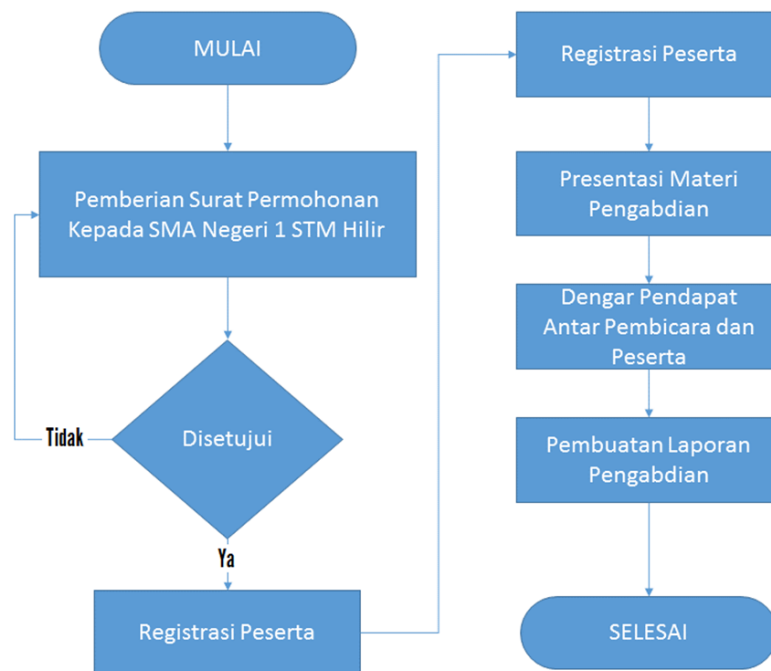 MULAI
Pemberian Surat Permohonan
Kepada SMA Negeri 1 STM Hilir
Disetujui
Tidak
Ya
Registrasi Peserta
Registrasi Peserta
Presentasi Materi
Pengabdian
Dengar Pendapat
Antar Pembicara dan
Peserta
Pembuatan Laporan
Pengabdian
SELESAI